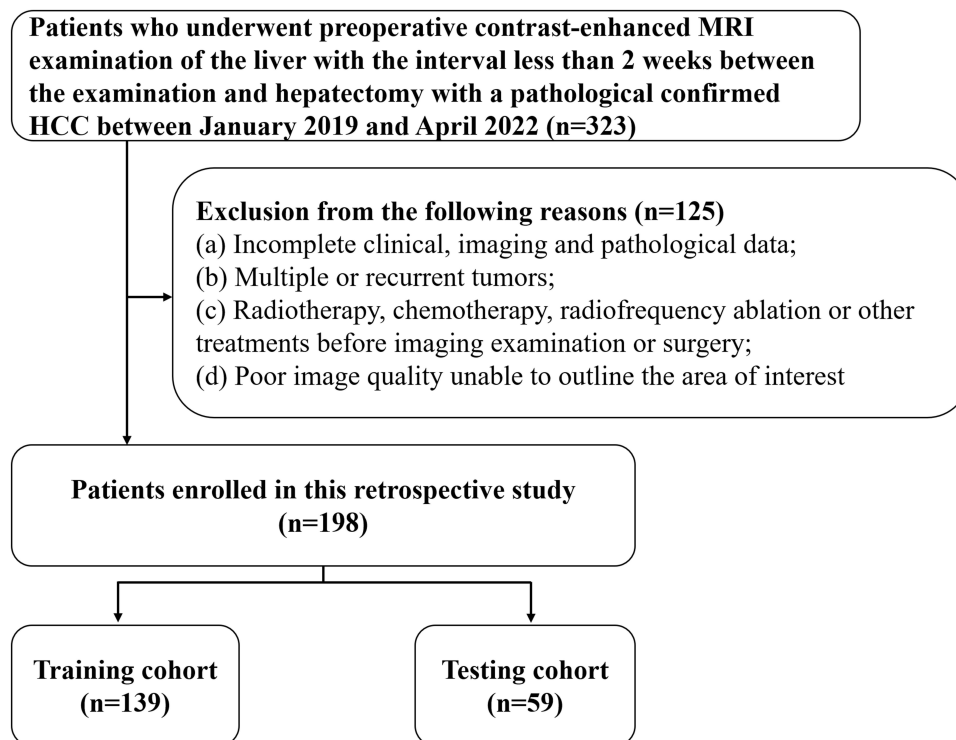 Patients who underwent preoperative contrast-enhanced MRI
examination of the liver with the interval less than 2 weeks between
the examination and hepatectomy with a pathological confirmed
HCC between January 2019 and April 2022 (n=323)
Exclusion from the following reasons (n=125)
(a) Incomplete clinical, imaging and pathological data;
(b) Multiple or recurrent tumors;
(c) Radiotherapy, chemotherapy, radiofrequency ablation or other
treatments before imaging examination or surgery;
(d) Poor image quality unable to outline the area of interest
Patients enrolled in this retrospective study
(n=198)
Training cohort
(n=139)
Testing cohort
(n=59)